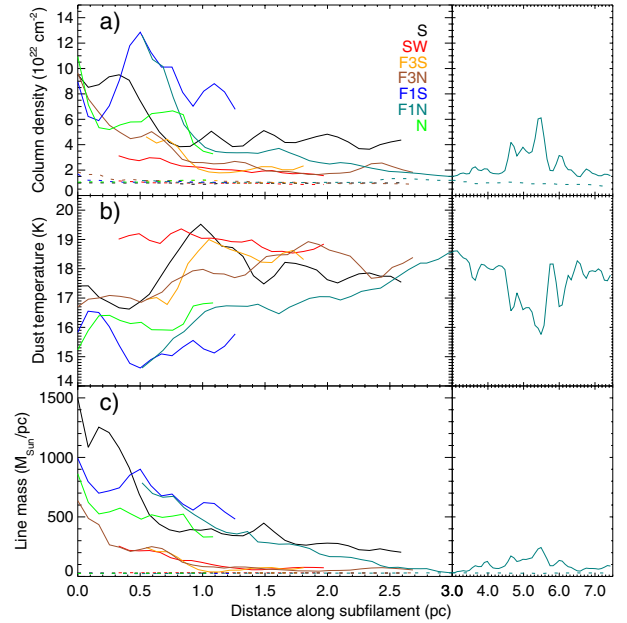 a)
S
SW
F3S
F3N
F1S
F1N
N
Column density (10²² cm⁻²)
14
12
10
8
6
4
2
0
b)
Dust temperature (K)
20
19
18
17
16
15
14
c)
Line mass (M_Sun/pc)
1500
1000
500
0
0.0 0.5 1.0 1.5 2.0 2.5 3.0 3.0 4.0 5.0 6.0 7.0
Distance along subfilament (pc)